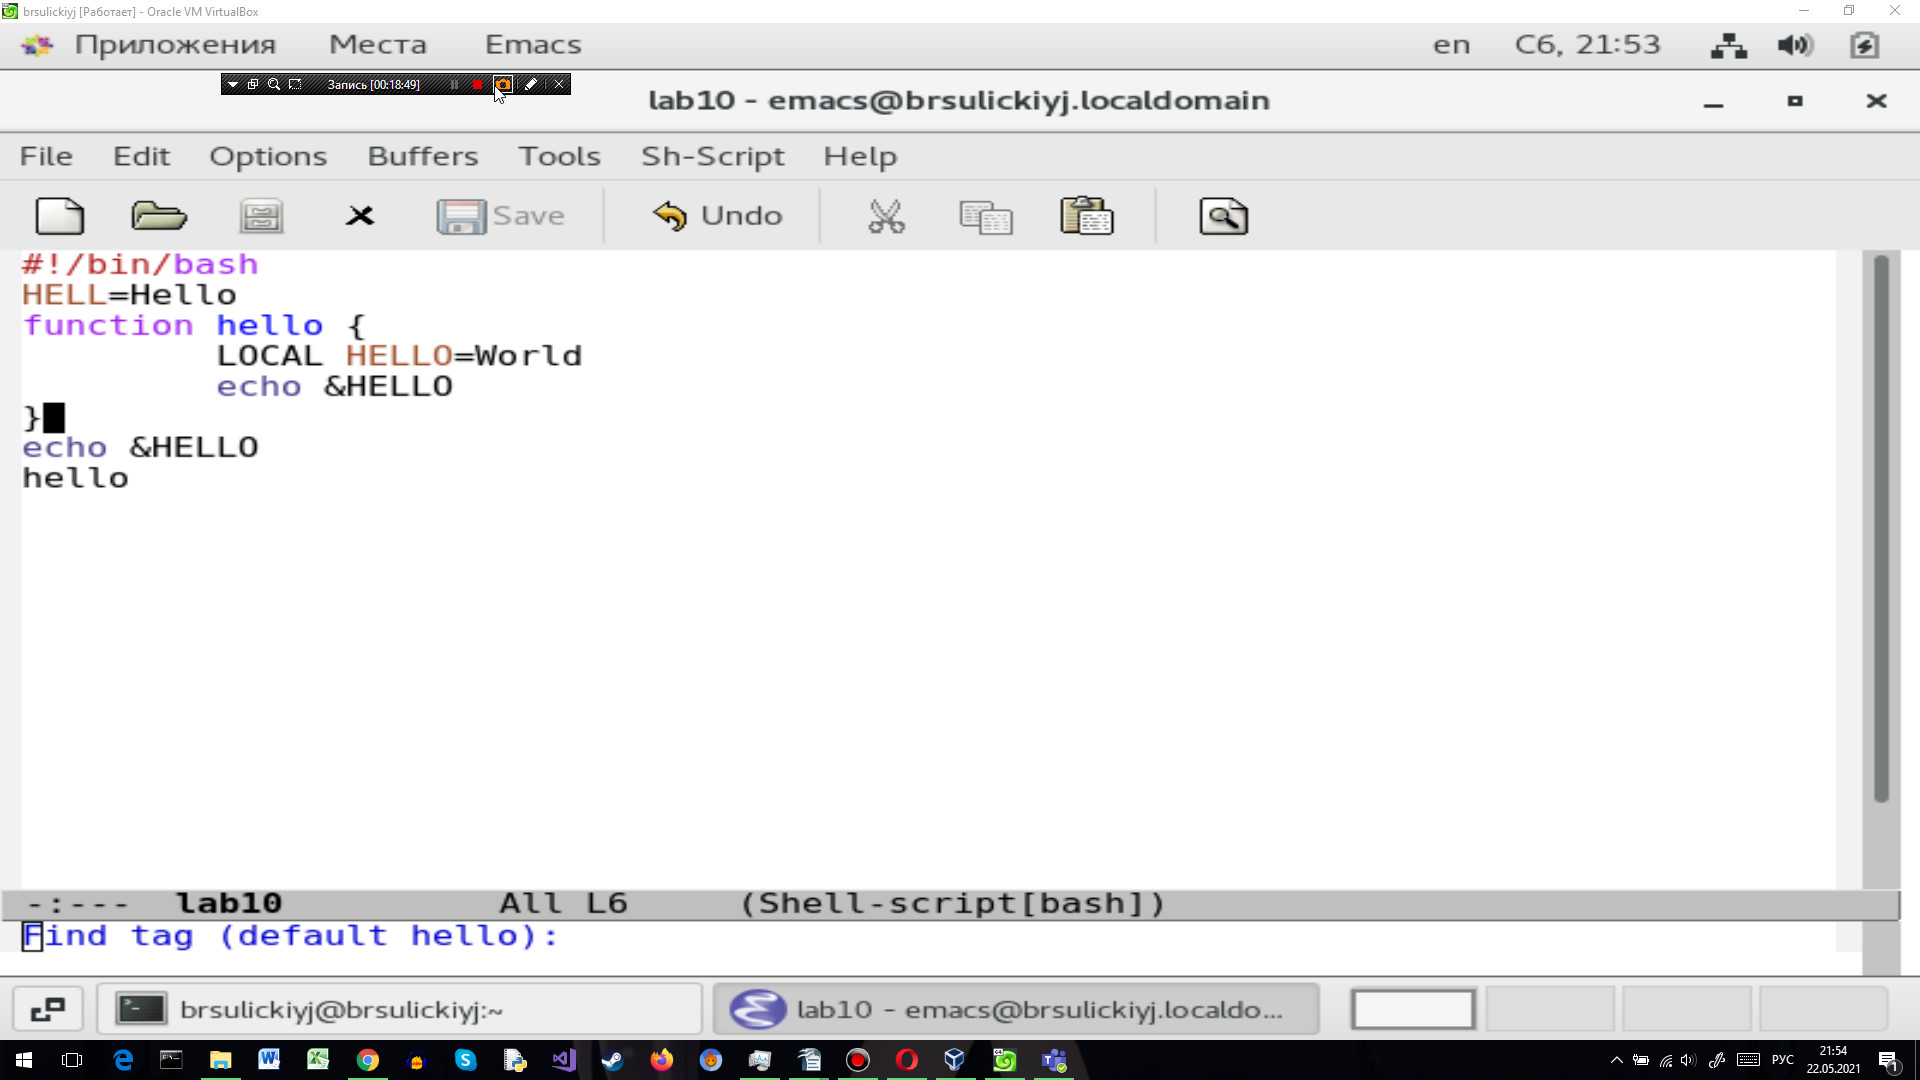 brsulickiyj [Работает] - Oracle VM VirtualBox
Приложения Места Emacs en Сб, 21:53
Запись [00:18:49]
lab10 - emacs@brsulickiyj.localdomain
File Edit Options Buffers Tools Sh-Script Help
Save Undo
#!/bin/bash
HELL=Hello
function hello {
LOCAL HELLO=World
echo &HELLO
}
echo &HELLO
hello
-:--- lab10 All L6 (Shell-script[bash])
Find tag (default hello):
brsulickiyj@brsulickiyj:~ lab10 - emacs@brsulickiyj.localdo...
РУС
21:54
22.05.2021
1